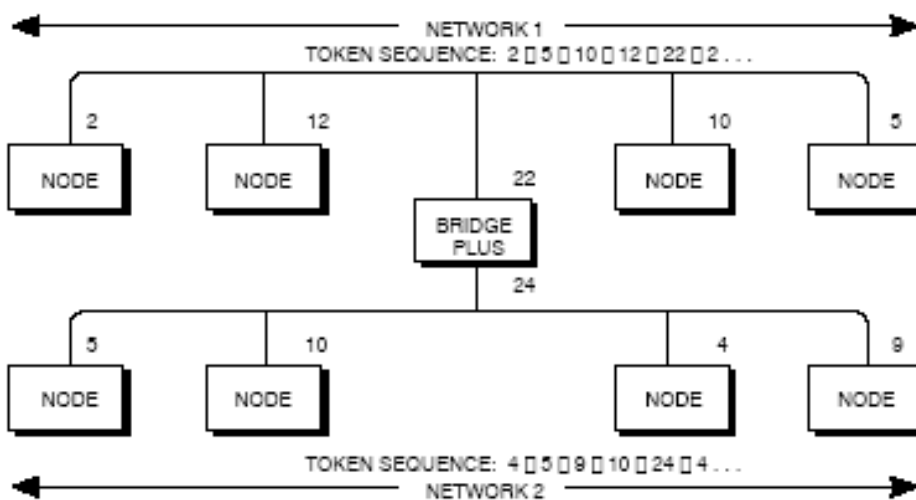 NETWORK 1
TOKEN SEQUENCE: 2 ▯ 5 ▯ 10 ▯ 12 ▯ 22 ▯ 2 . . .
2
12
10
5
NODE
NODE
NODE
NODE
22
BRIDGE
PLUS
24
5
10
4
9
NODE
NODE
NODE
NODE
TOKEN SEQUENCE: 4 ▯ 5 ▯ 9 ▯ 10 ▯ 24 ▯ 4 . . .
NETWORK 2